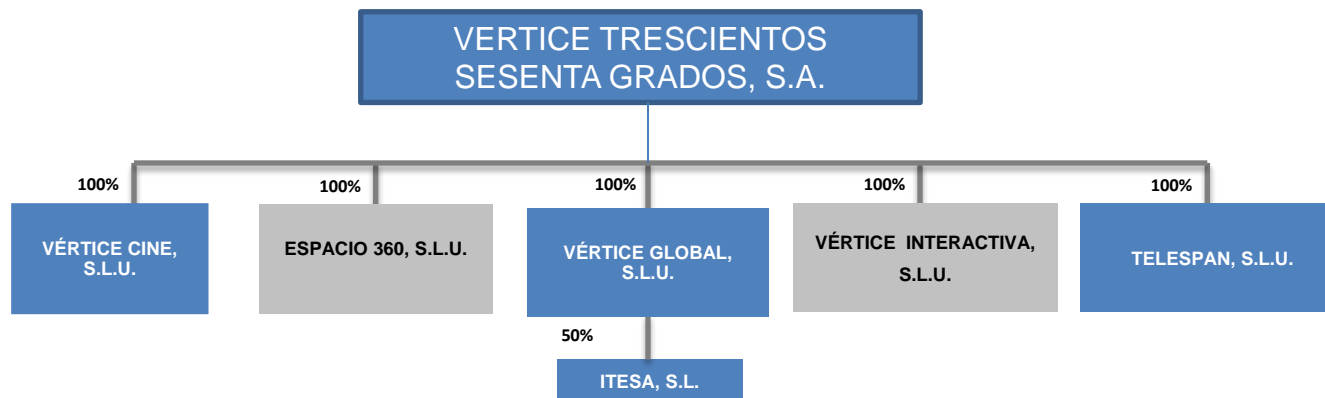 VERTICE TRESCIENTOS
SESENTA GRADOS, S.A.
100%
100%
100%
100%
100%
VÉRTICE CINE,
S.L.U.
ESPACIO 360, S.L.U.
VÉRTICE GLOBAL,
S.L.U.
VÉRTICE INTERACTIVA,
S.L.U.
TELESPAN, S.L.U.
50%
ITESA, S.L.